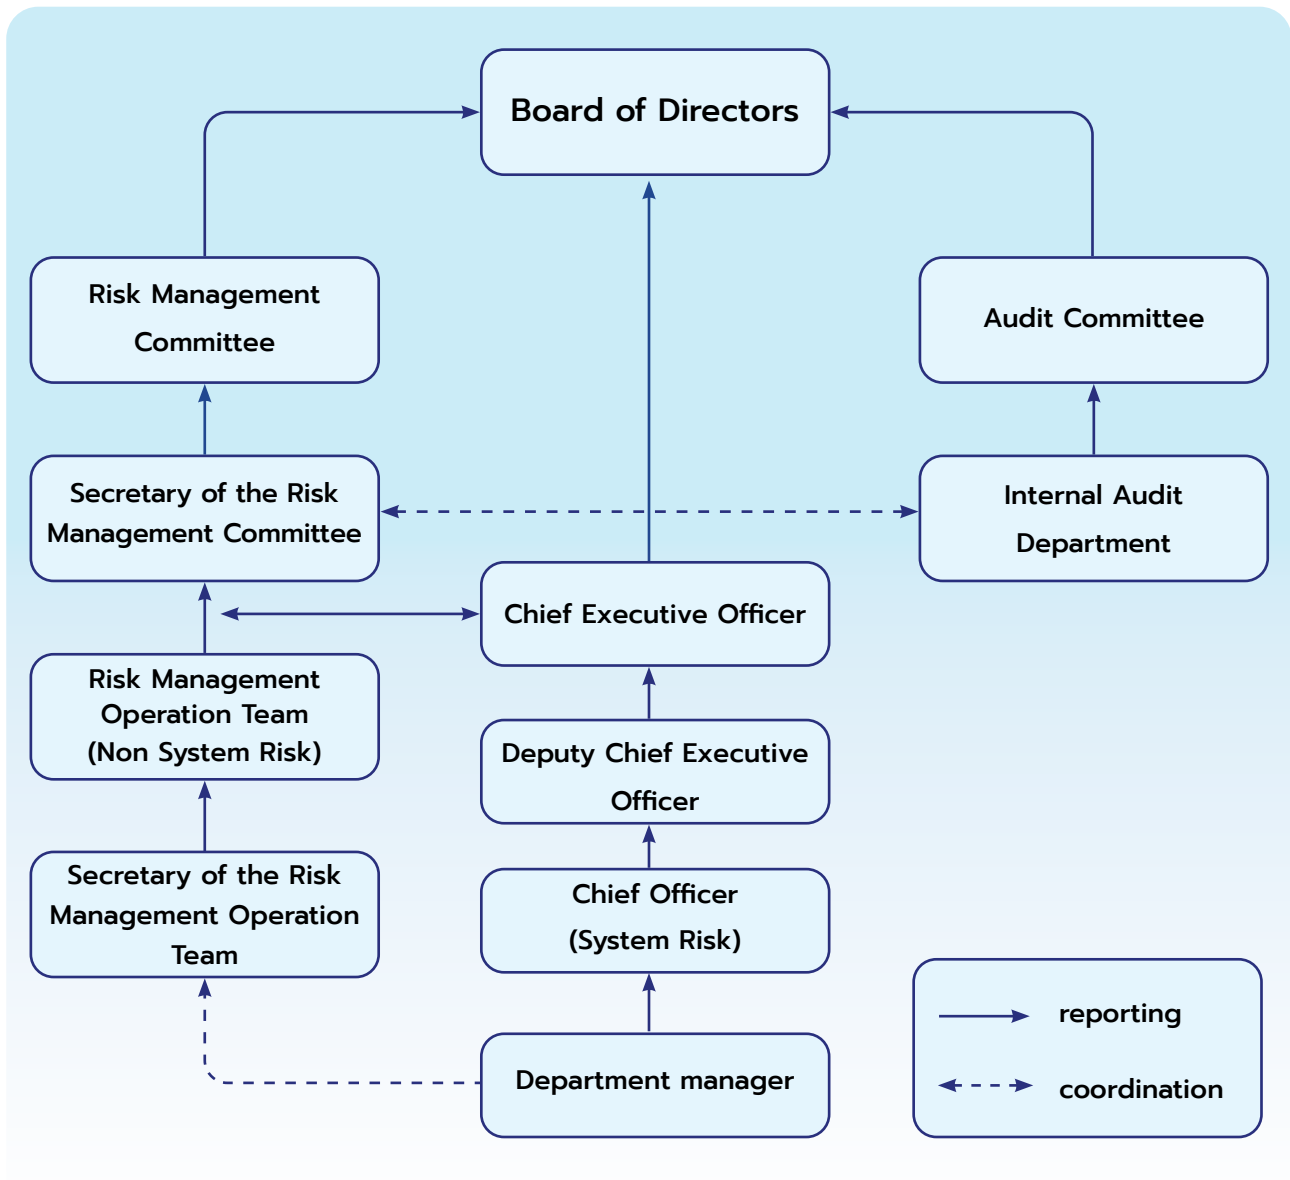 Board of Directors
Risk Management
Committee
Audit Committee
Secretary of the Risk
Management Committee
Internal Audit
Department
Chief Executive Officer
Risk Management
Operation Team
(Non System Risk)
Deputy Chief Executive
Officer
Secretary of the Risk
Management Operation
Team
Chief Officer
(System Risk)
Department manager
reporting
coordination